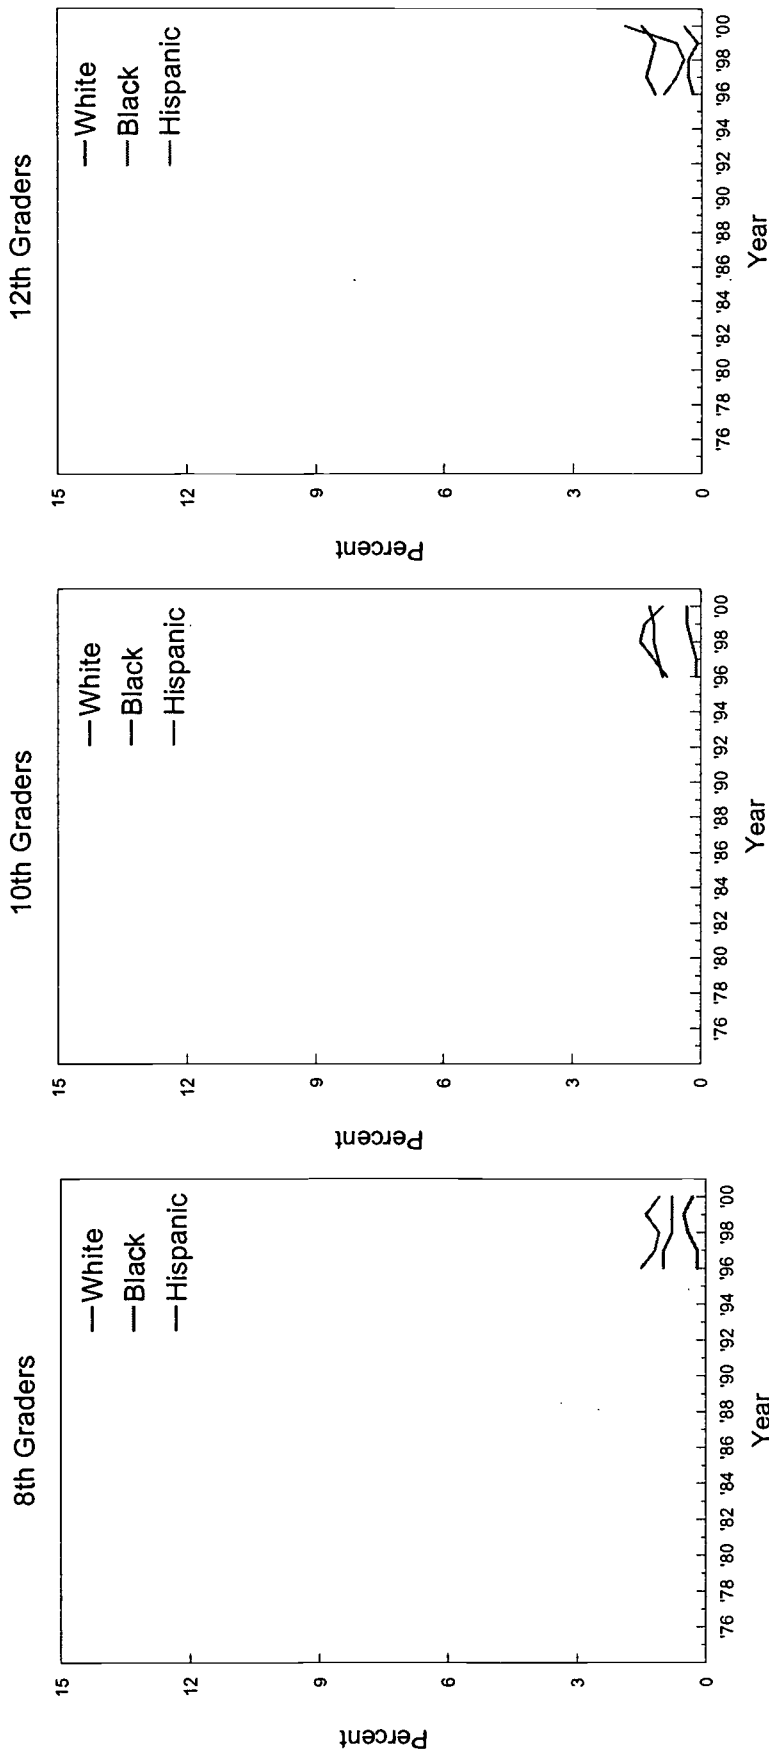 8th Graders
White
Black
Hispanic
Percent
15
12
9
6
3
0
'76 '78 '80 '82 '84 '86 '88 '90 '92 '94 '96 '98 '00
Year
10th Graders
White
Black
Hispanic
Percent
15
12
9
6
3
0
'76 '78 '80 '82 '84 '86 '88 '90 '92 '94 '96 '98 '00
Year
12th Graders
White
Black
Hispanic
Percent
15
12
9
6
3
0
'76 '78 '80 '82 '84 '86 '88 '90 '92 '94 '96 '98 '00
Year